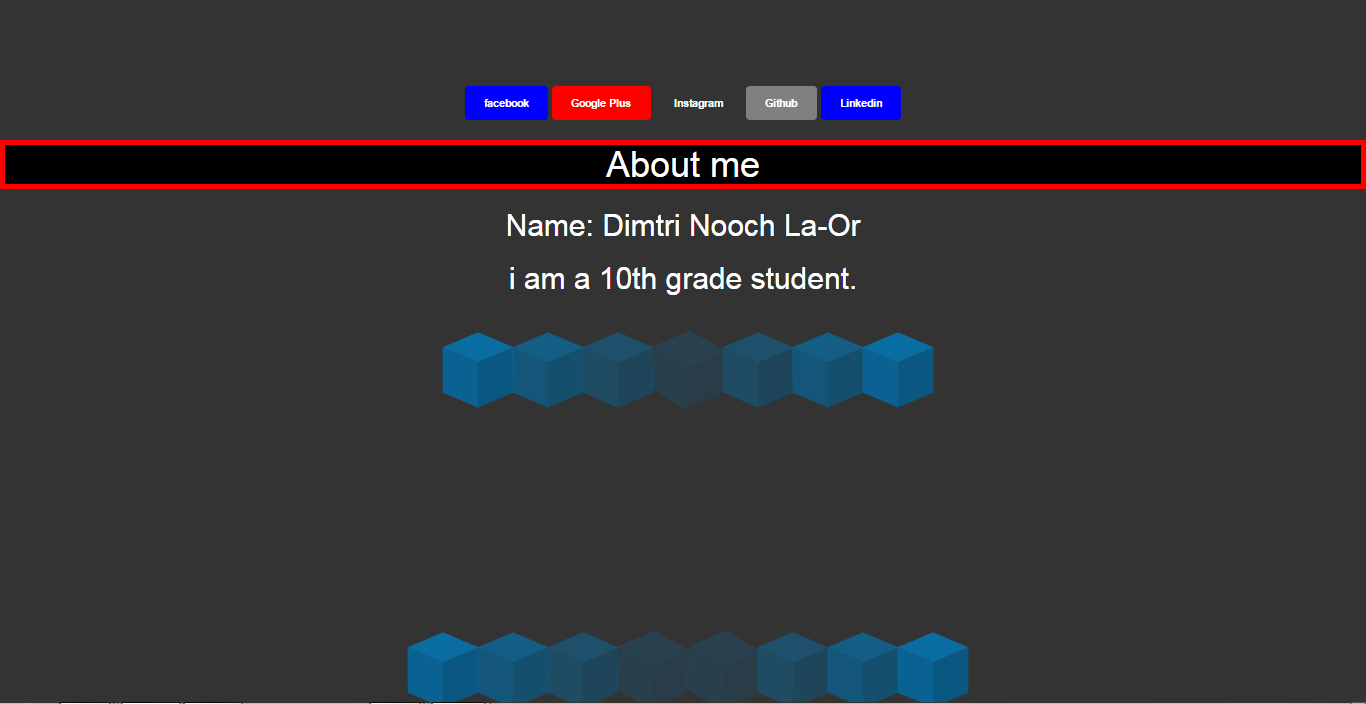 facebook Google Plus Instagram Github Linkedin
About me
Name: Dimtri Nooch La-Or
i am a 10th grade student.